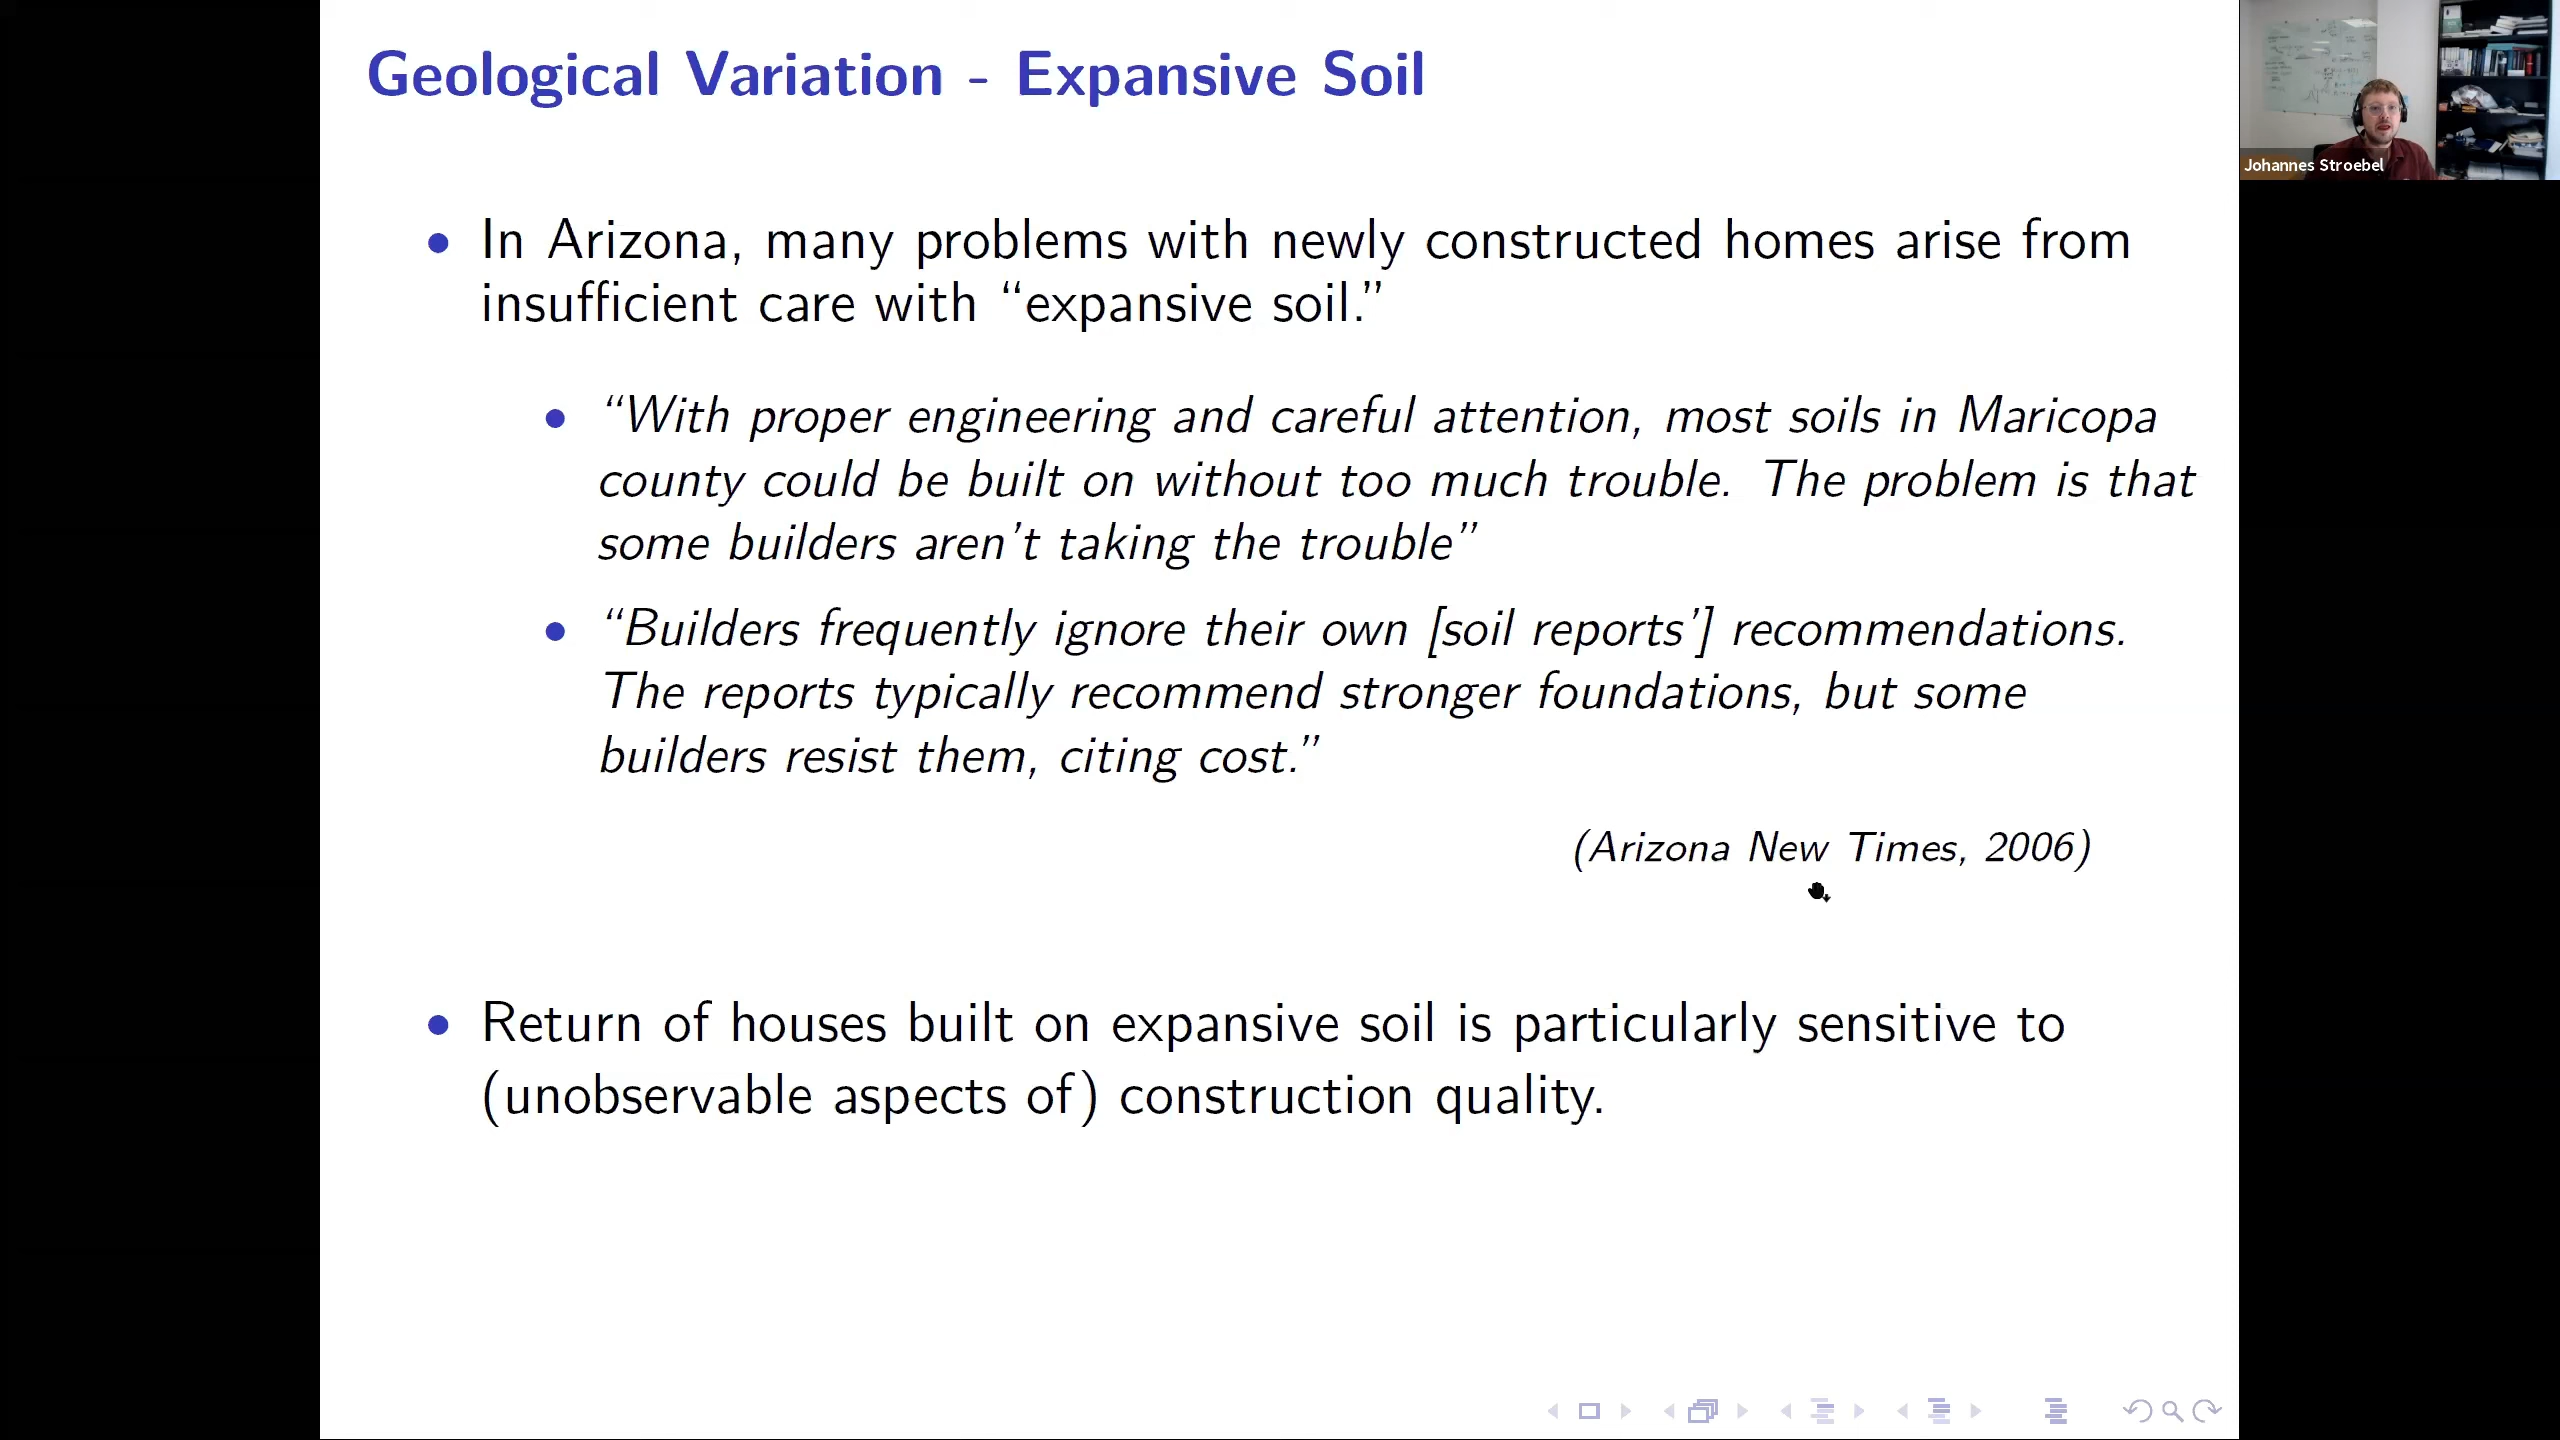 Geological Variation - Expansive Soil
Johannes Stroebel
In Arizona, many problems with newly constructed homes arise from
insufficient care with “expansive soil.”
“With proper engineering and careful attention, most soils in Maricopa
county could be built on without too much trouble. The problem is that
some builders aren’t taking the trouble”
“Builders frequently ignore their own [soil reports’] recommendations.
The reports typically recommend stronger foundations, but some
builders resist them, citing cost.”
(Arizona New Times, 2006)
Return of houses built on expansive soil is particularly sensitive to
(unobservable aspects of) construction quality.